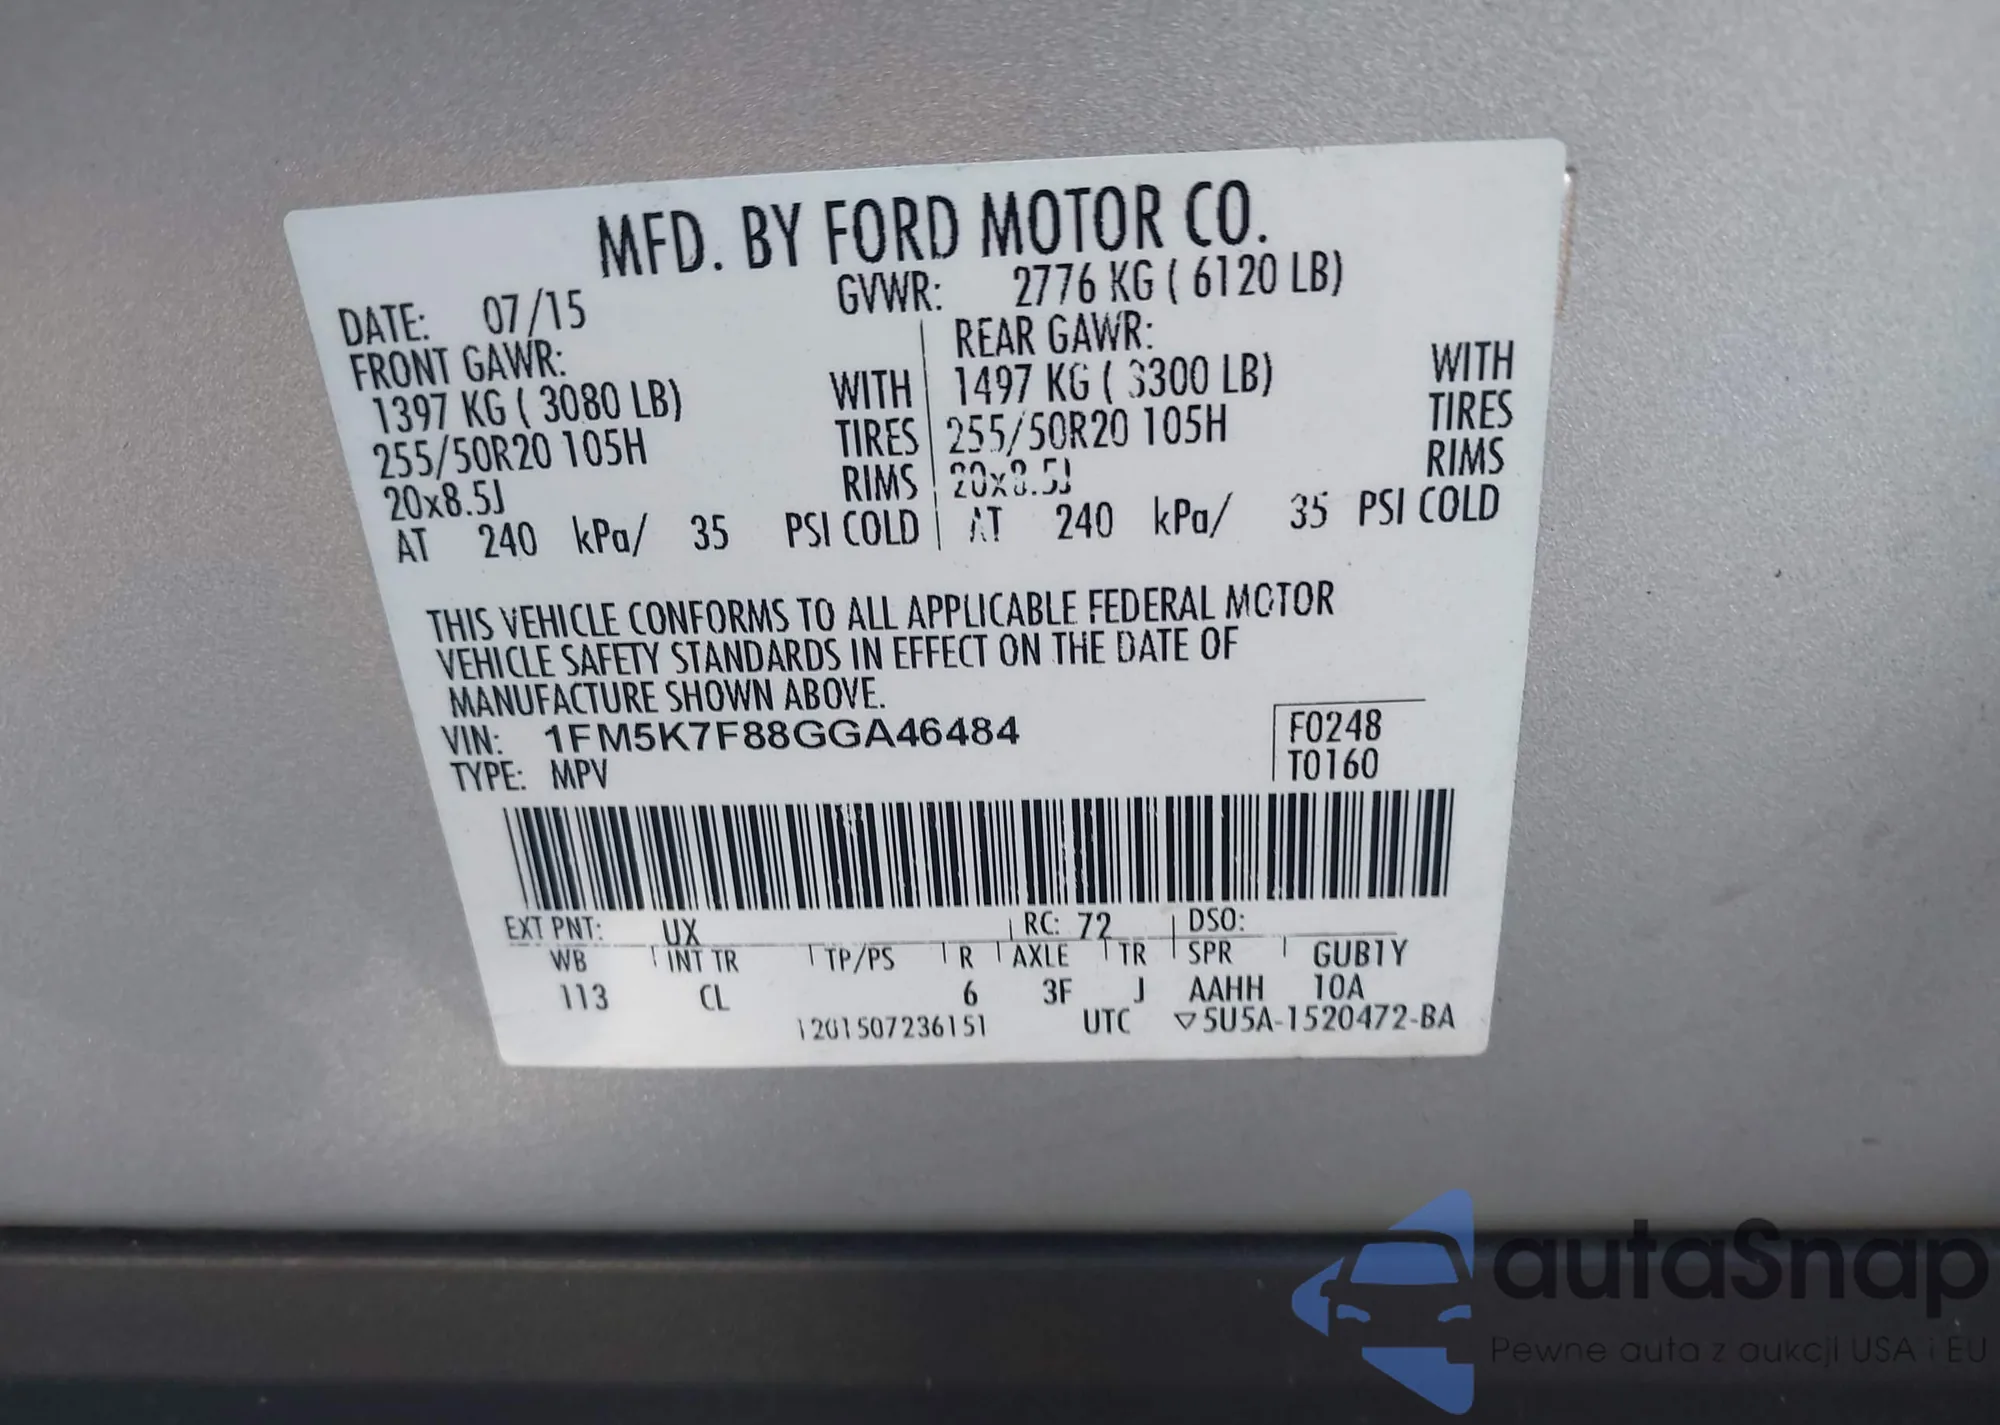 MFD. BY FORD MOTOR CO.
DATE: 07/15 GVWR: 2776 KG ( 6120 LB)
FRONT GAWR: REAR GAWR:
1397 KG ( 3080 LB) WITH 1497 KG ( 3300 LB) WITH
255/50R20 105H TIRES 255/50R20 105H TIRES
20x8.5J RIMS 20x8.5J RIMS
AT 240 kPa/ 35 PSI COLD AT 240 kPa/ 35 PSI COLD
THIS VEHICLE CONFORMS TO ALL APPLICABLE FEDERAL MOTOR
VEHICLE SAFETY STANDARDS IN EFFECT ON THE DATE OF
MANUFACTURE SHOWN ABOVE.
VIN: 1FM5K7F88GGA46484 F0248
TYPE: MPV T0160
EXT PNT: UX RC: 72 DSO:
WB INT TR TP/PS R AXLE TR SPR GUB1Y
113 CL 6 3F J AAHH 10A
1201507236151 UTC ▽5U5A-1520472-BA
autaSnap
Pewne auta z aukcji USA i EU